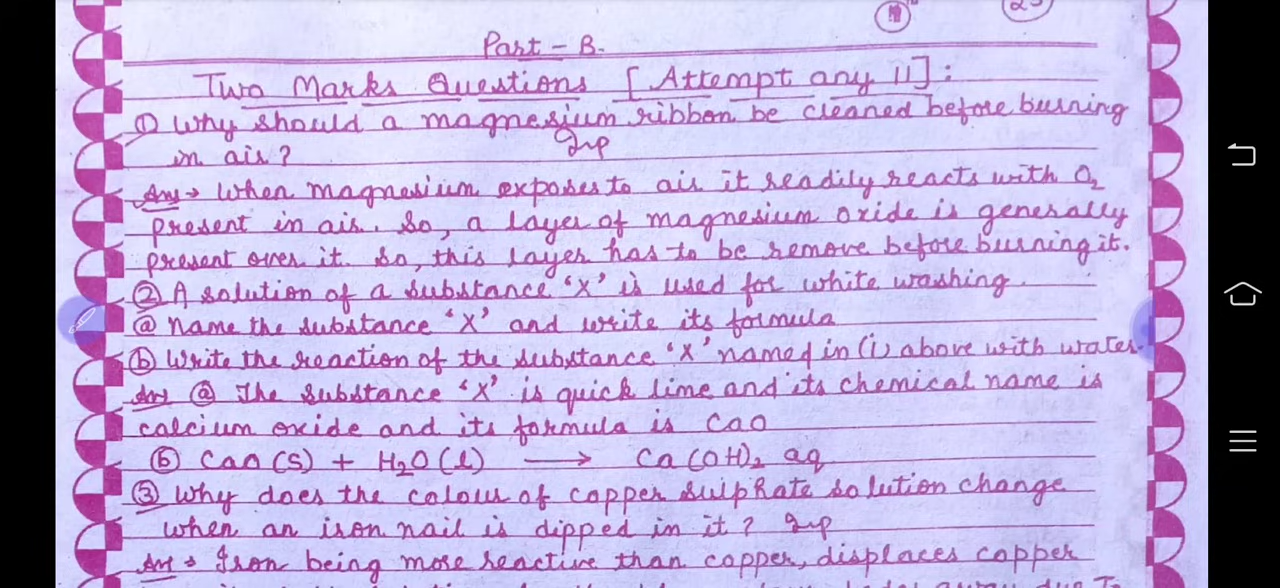 Part - B.
Two Marks Questions [Attempt any 11]:
① Why should a magnesium ribbon be cleaned before burning
in air? Imp
Ans → When magnesium exposes to air it readily reacts with O2
present in air. So, a layer of magnesium oxide is generally
present over it. So, this layer has to be remove before burning it.
② A solution of a substance 'X' is used for white washing.
ⓐ Name the substance 'X' and write its formula
ⓑ Write the reaction of the substance 'X' named in (i) above with water.
Ans ⓐ The substance 'X' is quick lime and its chemical name is
calcium oxide and its formula is CaO
ⓑ CaO (s) + H2O (l) ⟶ Ca(OH)2 aq
③ Why does the colour of copper sulphate solution change
when an iron nail is dipped in it? Imp
Ans → Iron being more reactive than copper, displaces copper